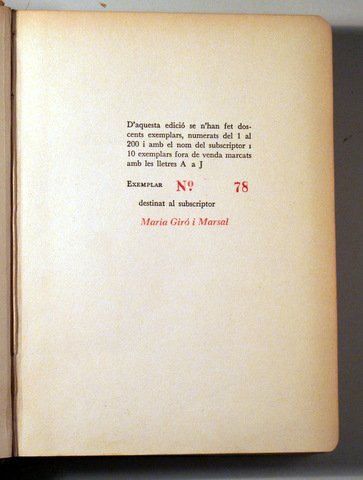 D'aquesta edició se n'han fet dos-
cents exemplars, numerats del 1 al
200 i amb el nom del subscriptor i
10 exemplars fora de venda marcats
amb les lletres A a J
Exemplar Nº 78
destinat al subscriptor
Maria Giró i Marsal